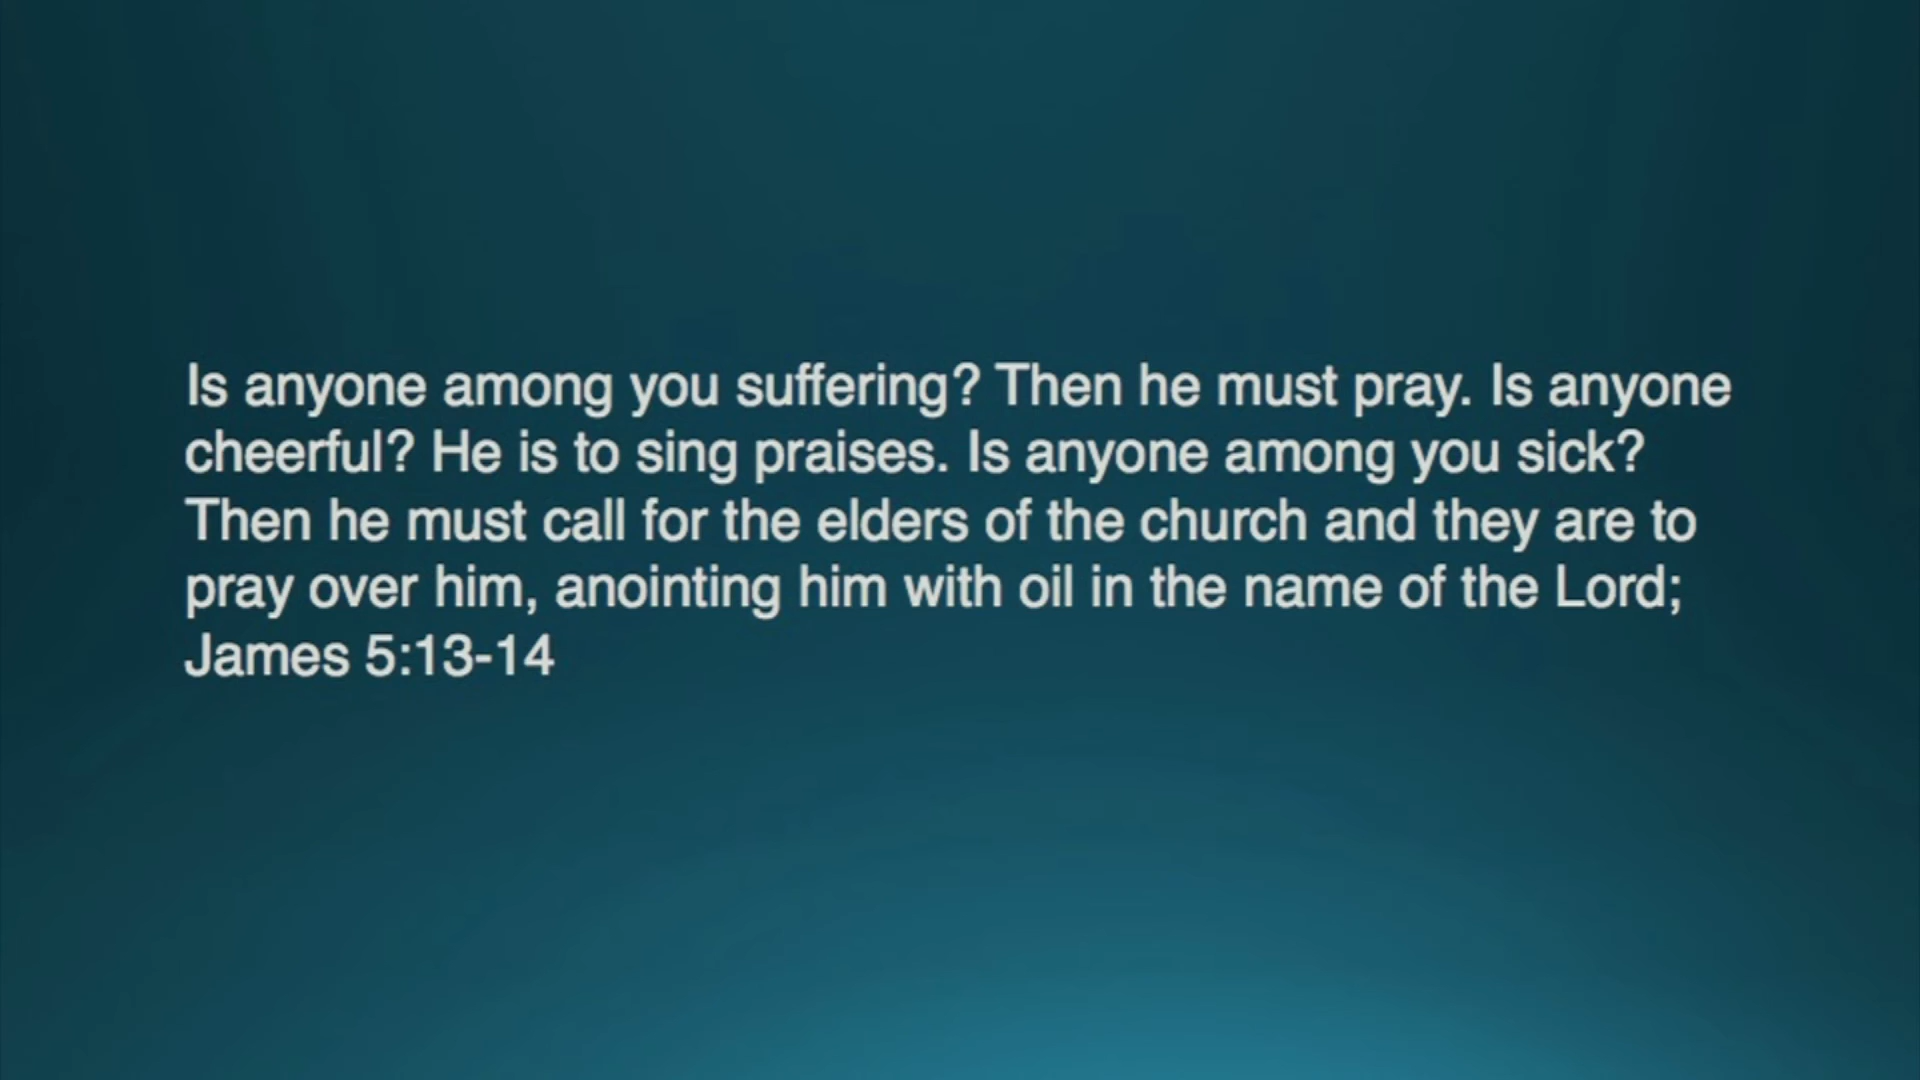 Is anyone among you suffering? Then he must pray. Is anyone
cheerful? He is to sing praises. Is anyone among you sick?
Then he must call for the elders of the church and they are to
pray over him, anointing him with oil in the name of the Lord;
James 5:13-14